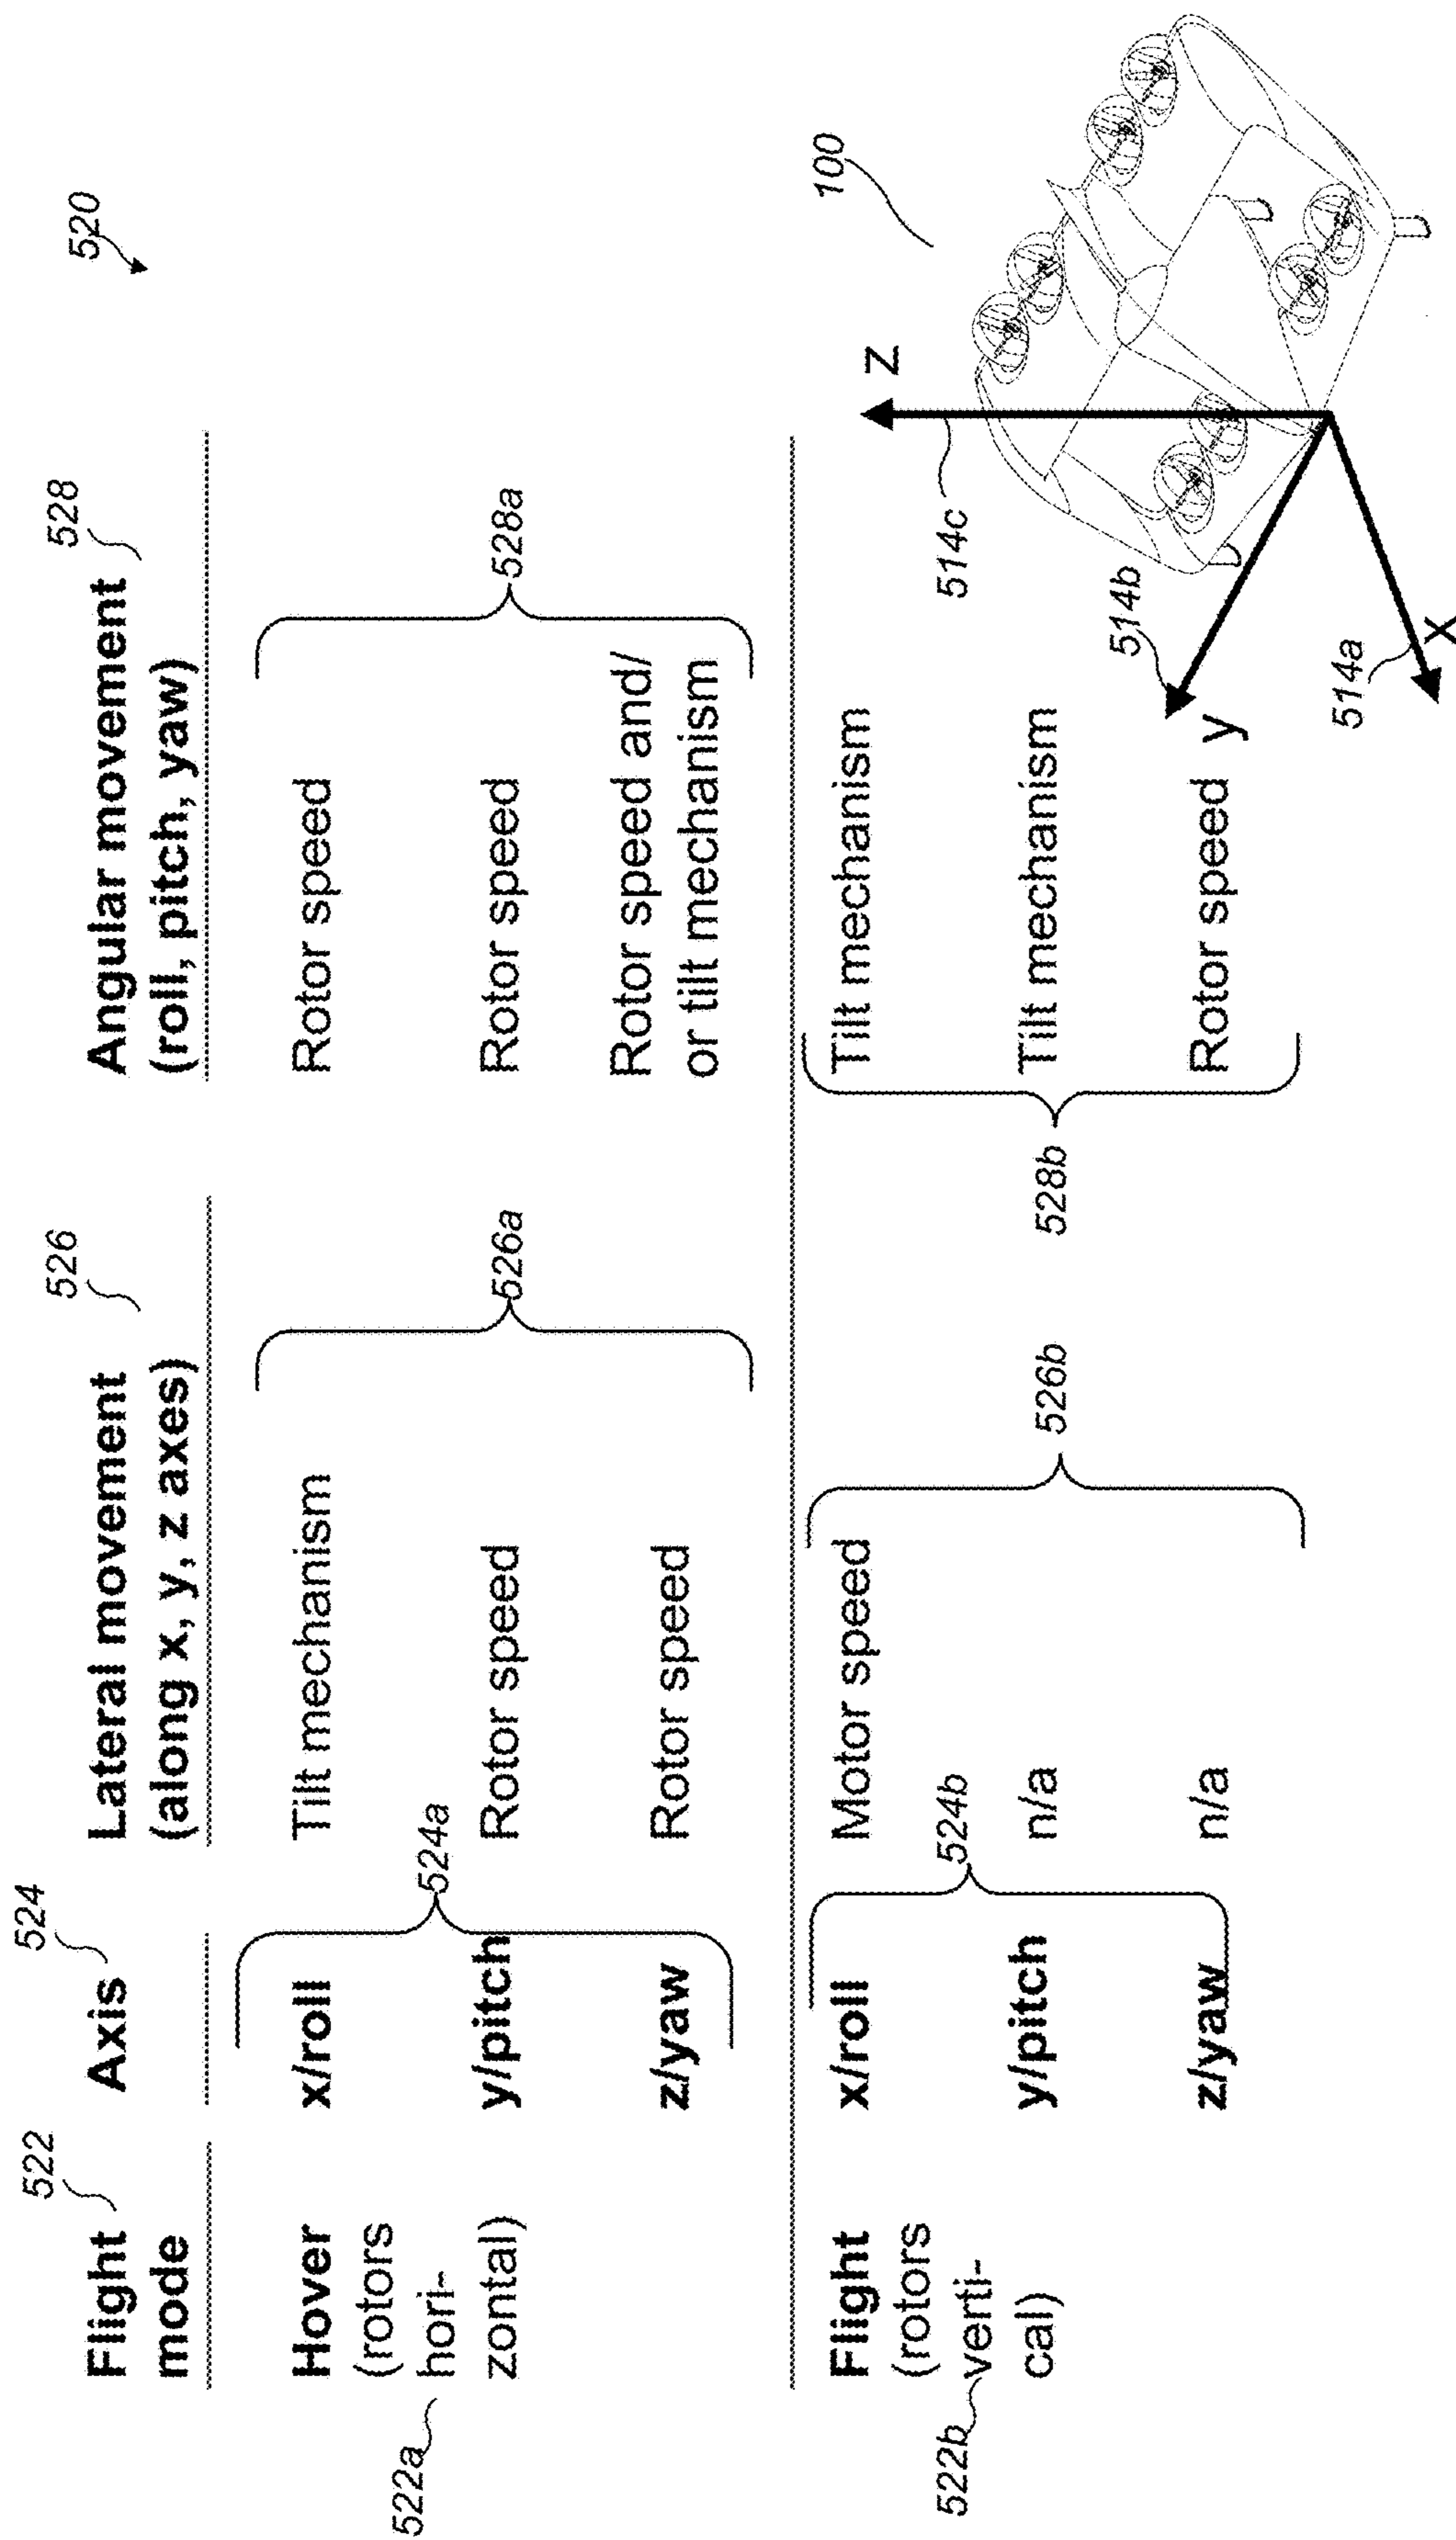 520
522
524
526
528
Flight
mode
Axis
Lateral movement
(along x, y, z axes)
Angular movement
(roll, pitch, yaw)
Hover
(rotors
hori-
zontal)
522a
x/roll
y/pitch
z/yaw
524a
Tilt mechanism
Rotor speed
Rotor speed
526a
Rotor speed
Rotor speed
Rotor speed and/
or tilt mechanism
528a
Flight
(rotors
verti-
cal)
522b
x/roll
y/pitch
z/yaw
524b
Motor speed
n/a
n/a
526b
Tilt mechanism
Tilt mechanism
Rotor speed
528b
100
z
514c
514b
y
514a
x